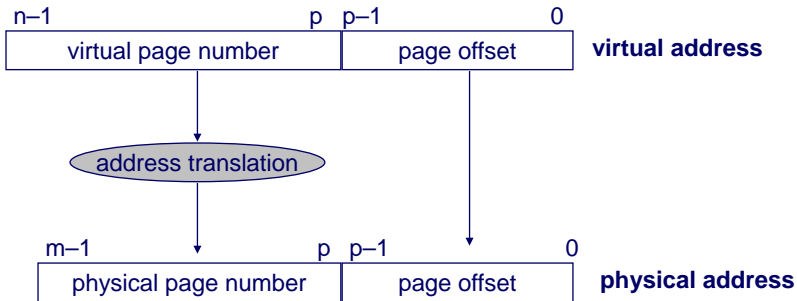 n–1 p p–1 0
virtual page number page offset virtual address
address translation
m–1 p p–1 0
physical page number page offset physical address